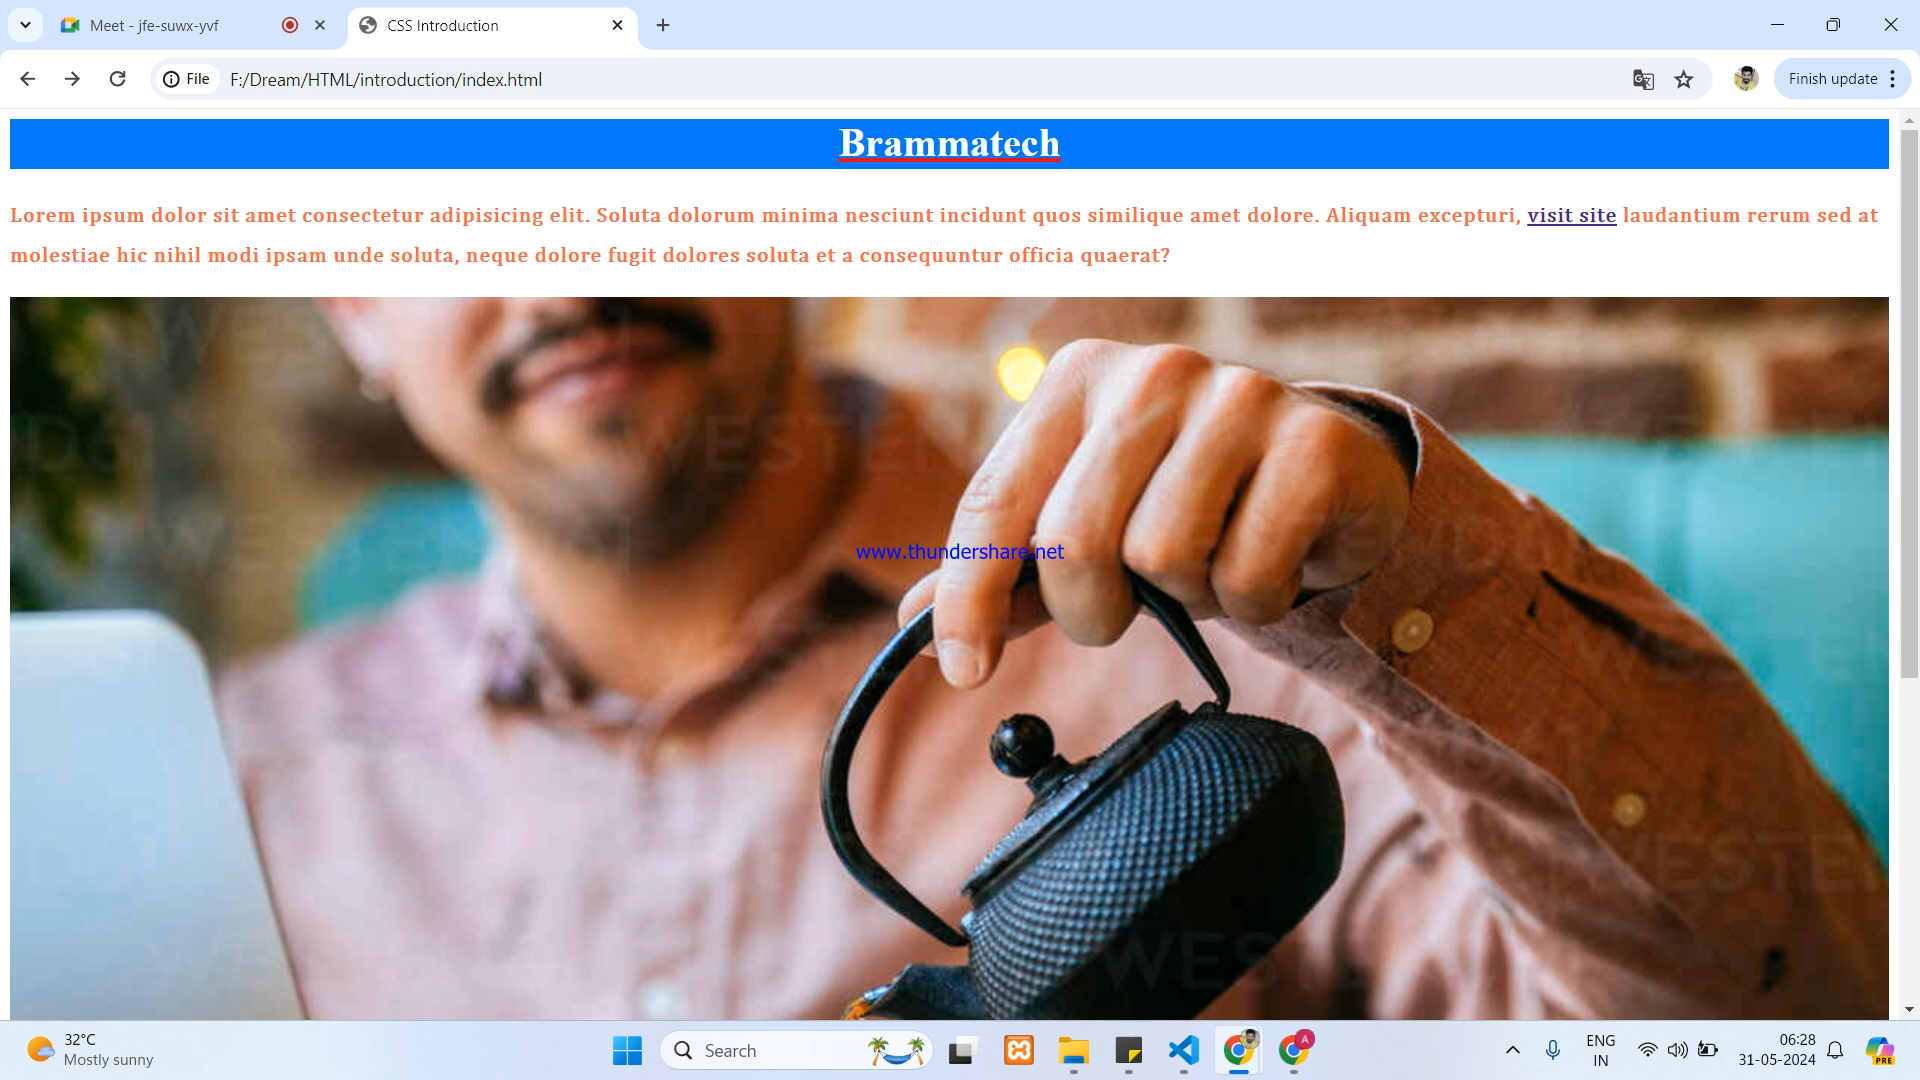 Meet - jfe-suwx-yvf
CSS Introduction
File
F:/Dream/HTML/introduction/index.html
Finish update
Brammatech
Lorem ipsum dolor sit amet consectetur adipisicing elit. Soluta dolorum minima nesciunt incidunt quos similique amet dolore. Aliquam excepturi, visit site laudantium rerum sed at
molestiae hic nihil modi ipsam unde soluta, neque dolore fugit dolores soluta et a consequuntur officia quaerat?
www.thundershare.net
32°C
Mostly sunny
Search
A
ENG
IN
06:28
31-05-2024
PRE